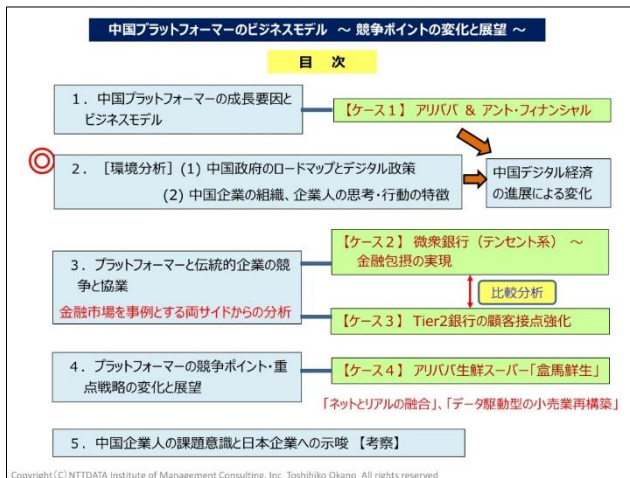 中国プラットフォーマーのビジネスモデル ～ 競争ポイントの変化と展望 ～
目 次
1．中国プラットフォーマーの成長要因と
ビジネスモデル
【ケース1】 アリババ & アント・フィナンシャル
2．［環境分析］(1) 中国政府のロードマップとデジタル政策
(2) 中国企業の組織、企業人の思考・行動の特徴
中国デジタル経済
の進展による変化
3．プラットフォーマーと伝統的企業の競
争と協業
金融市場を事例とする両サイドからの分析
【ケース2】 微衆銀行（テンセント系） ～
金融包摂の実現
比較分析
【ケース3】 Tier2銀行の顧客接点強化
4．プラットフォーマーの競争ポイント・重
点戦略の変化と展望
【ケース4】 アリババ生鮮スーパー「盒馬鮮生」
「ネットとリアルの融合」、「データ駆動型の小売業再構築」
5．中国企業人の課題意識と日本企業への示唆 【考察】
Copyright (C) NTTDATA Institute of Management Consulting, Inc Toshihiko Okano All rights reserved